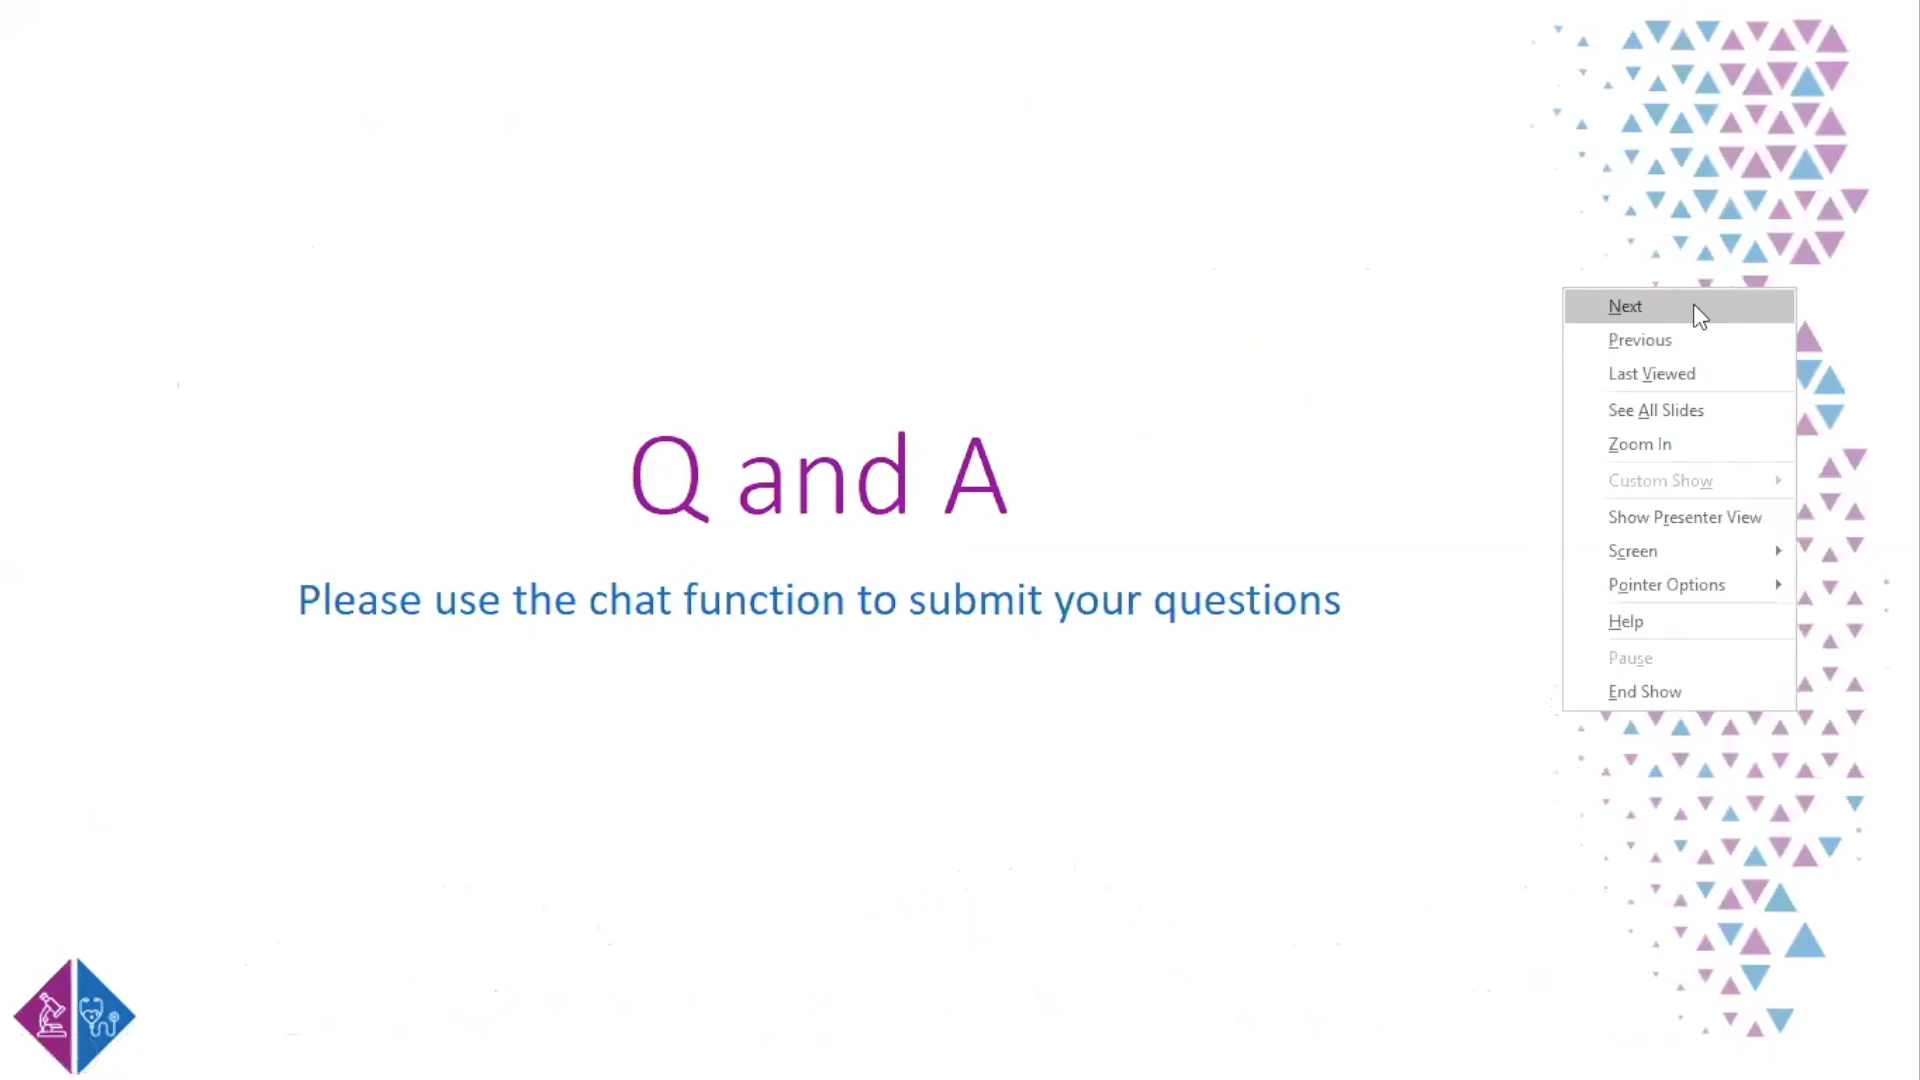 Q and A
Please use the chat function to submit your questions
Next
Previous
Last Viewed
See All Slides
Zoom In
Custom Show
Show Presenter View
Screen
Pointer Options
Help
Pause
End Show